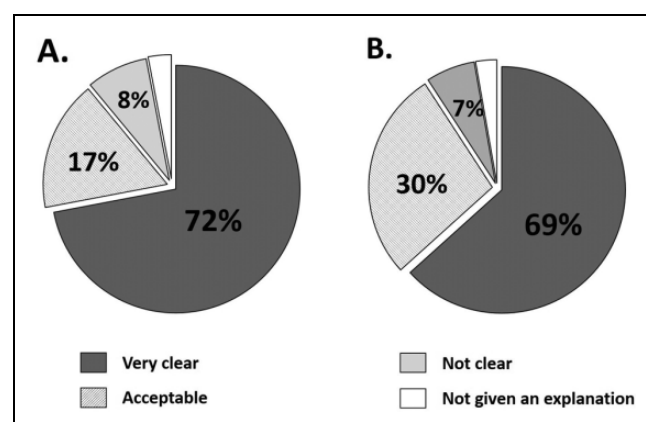 A.
8%
17%
72%
B.
7%
30%
69%
Very clear
Acceptable
Not clear
Not given an explanation